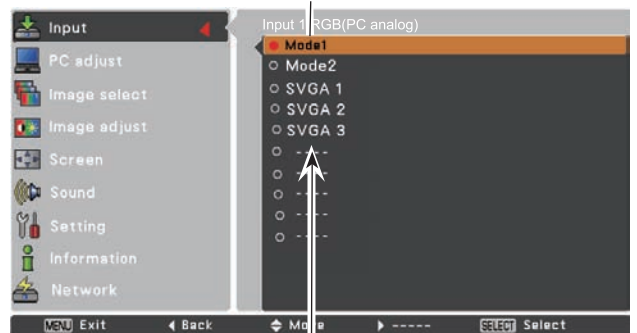 Input
PC adjust
Image select
Image adjust
Screen
Sound
Setting
Information
Network
Input 1 RGB(PC analog)
Mode1
Mode2
SVGA 1
SVGA 2
SVGA 3
----
----
----
----
----
MENU Exit ◀ Back Move ▶ ----- SELECT Select